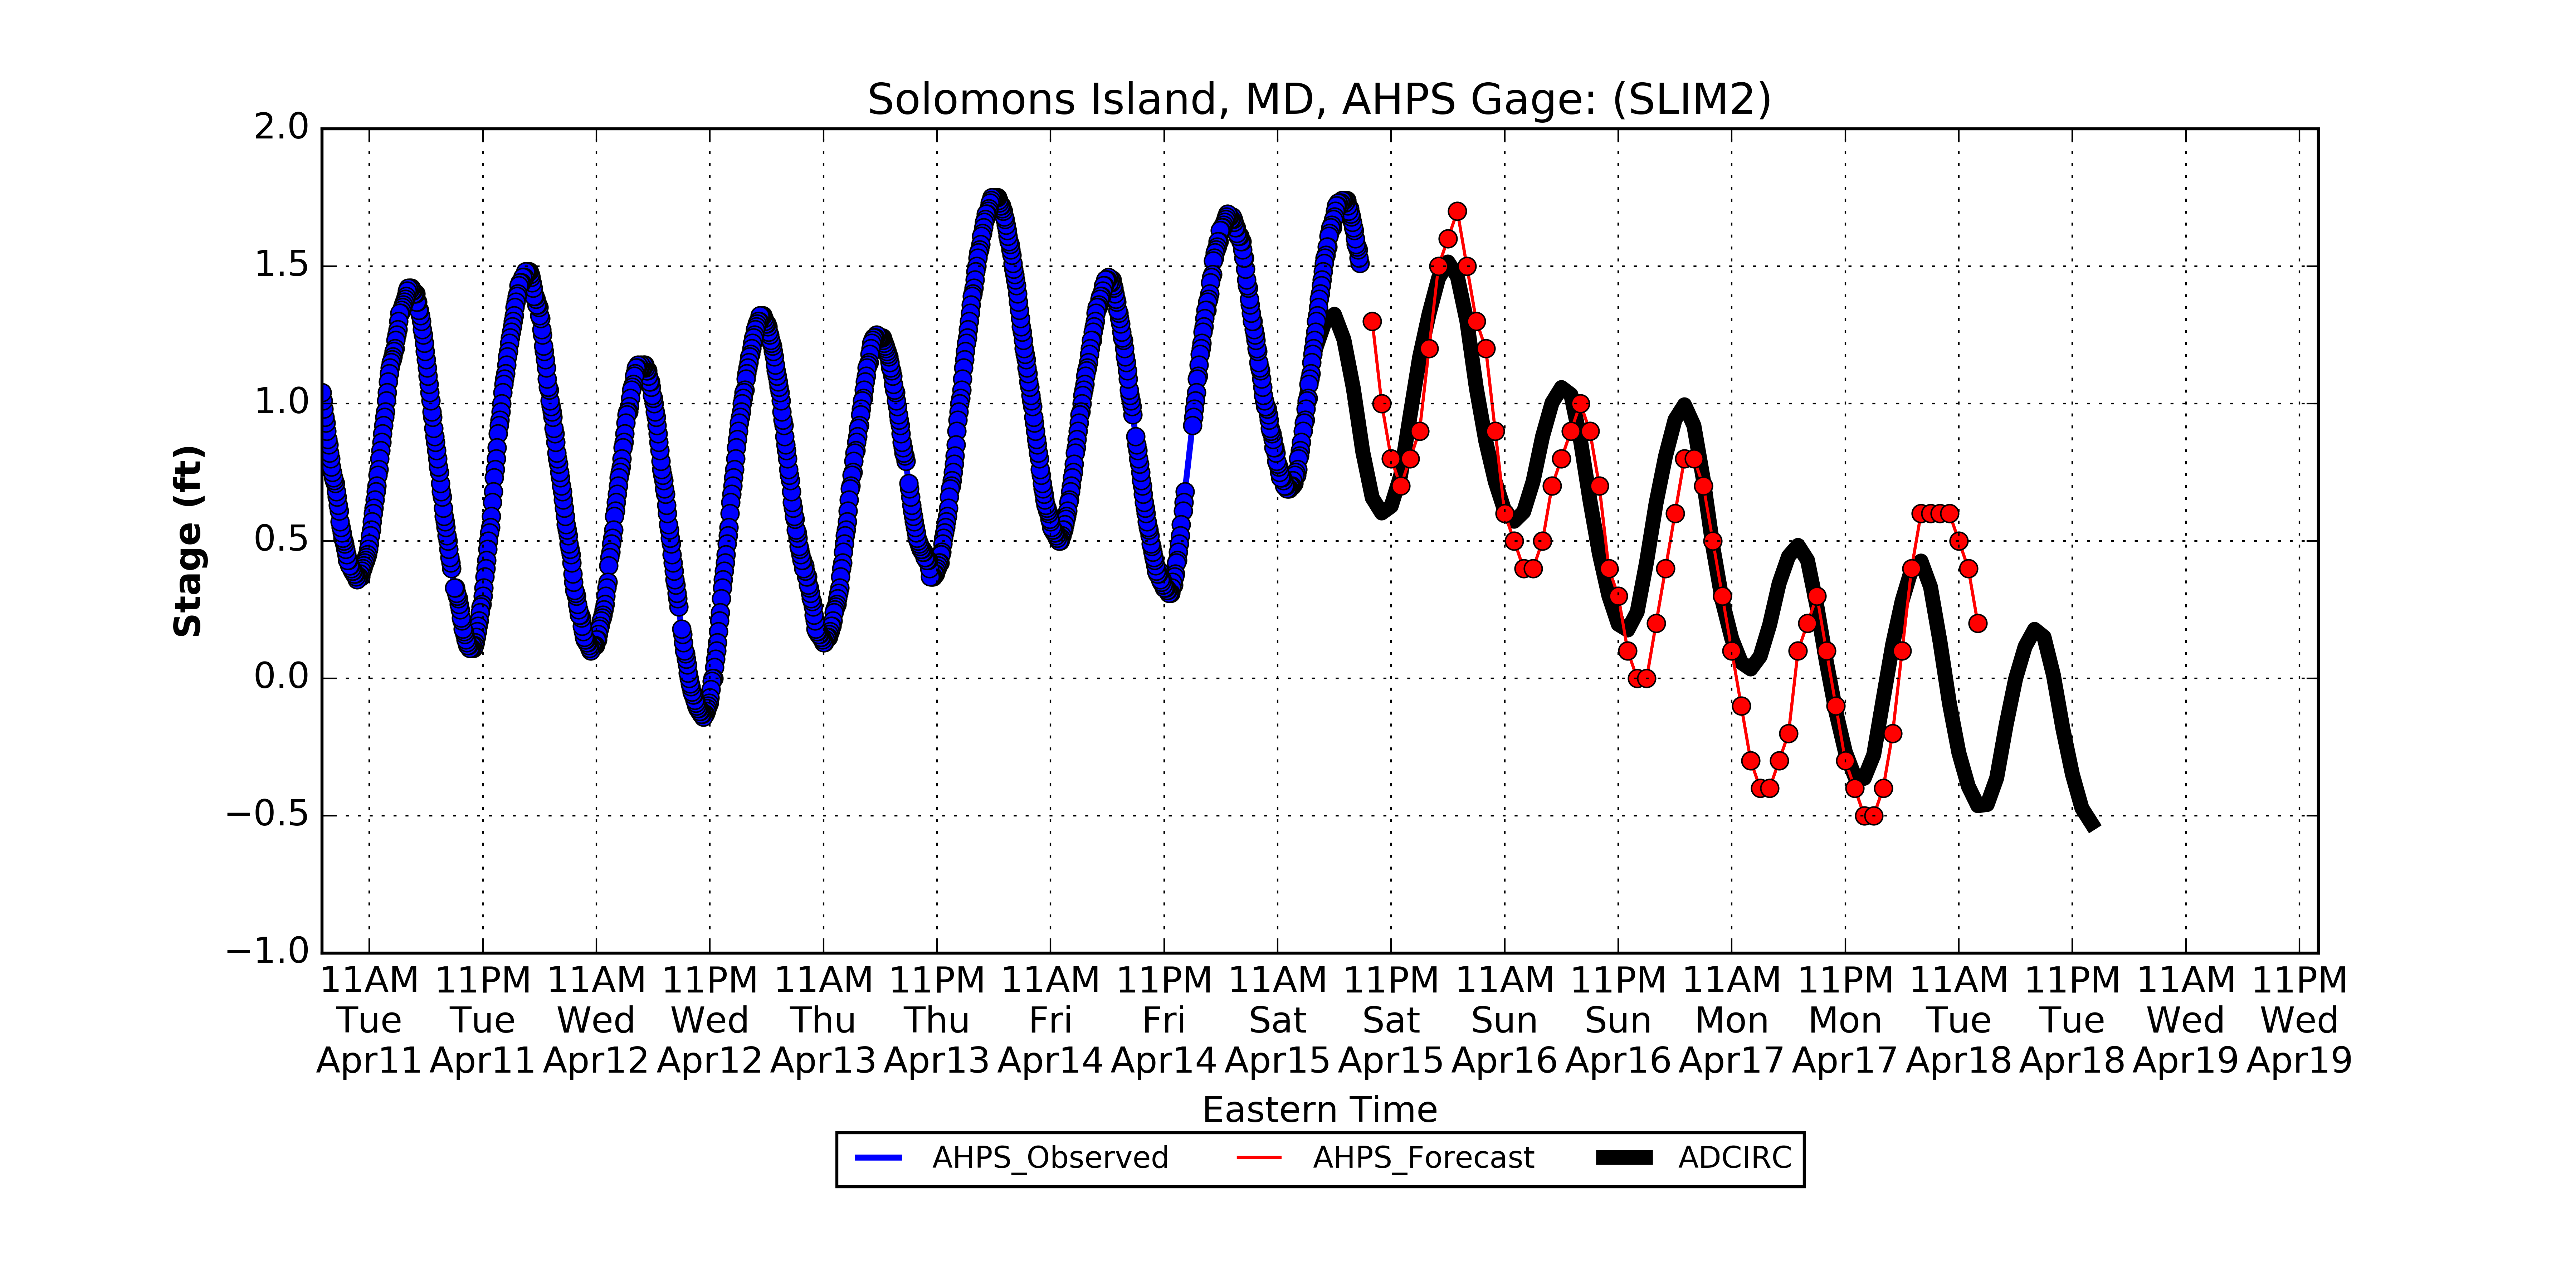 Solomons Island, MD, AHPS Gage: (SLIM2)
2.0
1.5
1.0
0.5
0.0
−0.5
−1.0
Stage (ft)
11AM 11PM 11AM 11PM 11AM 11PM 11AM 11PM 11AM 11PM 11AM 11PM 11AM 11PM 11AM 11PM 11AM 11PM
Tue Tue Wed Wed Thu Thu Fri Fri Sat Sat Sun Sun Mon Mon Tue Tue Wed Wed
Apr11 Apr11 Apr12 Apr12 Apr13 Apr13 Apr14 Apr14 Apr15 Apr15 Apr16 Apr16 Apr17 Apr17 Apr18 Apr18 Apr19 Apr19
Eastern Time
AHPS_Observed AHPS_Forecast ADCIRC